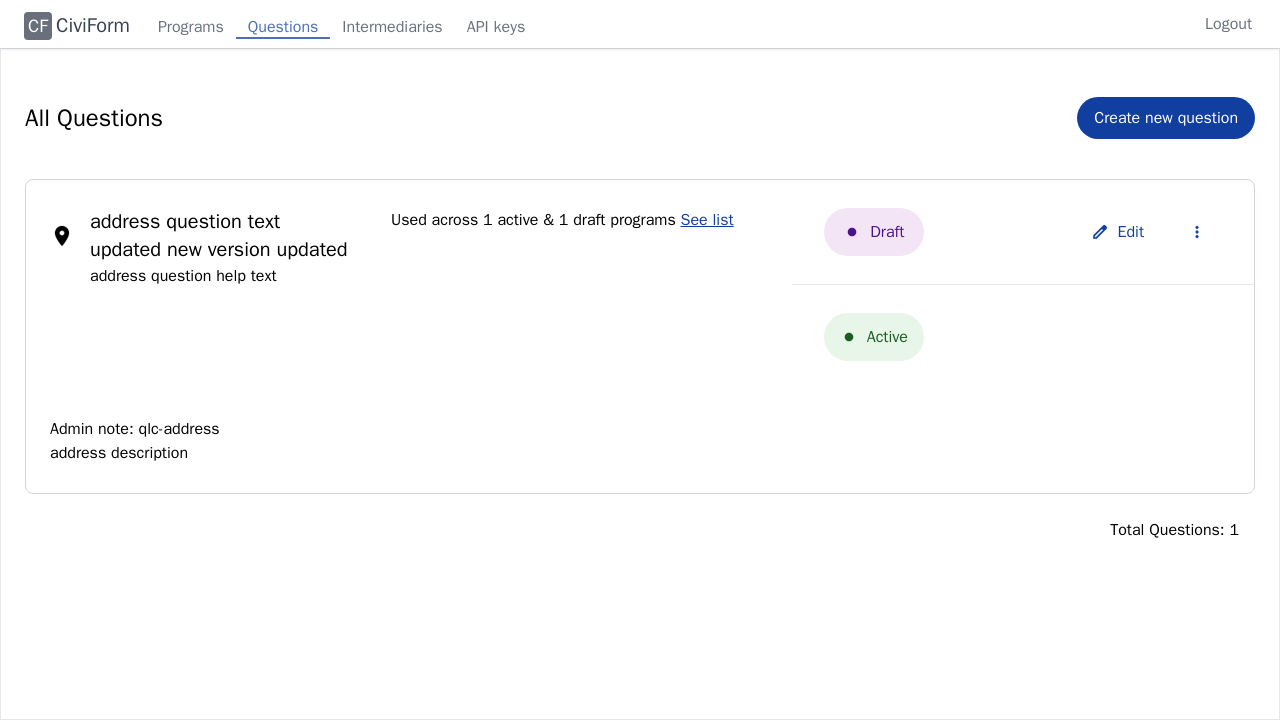 CF CiviForm Programs Questions Intermediaries API keys Logout
All Questions Create new question
address question text
updated new version updated
address question help text
Used across 1 active & 1 draft programs See list
Draft Edit
Active
Admin note: qlc-address
address description
Total Questions: 1